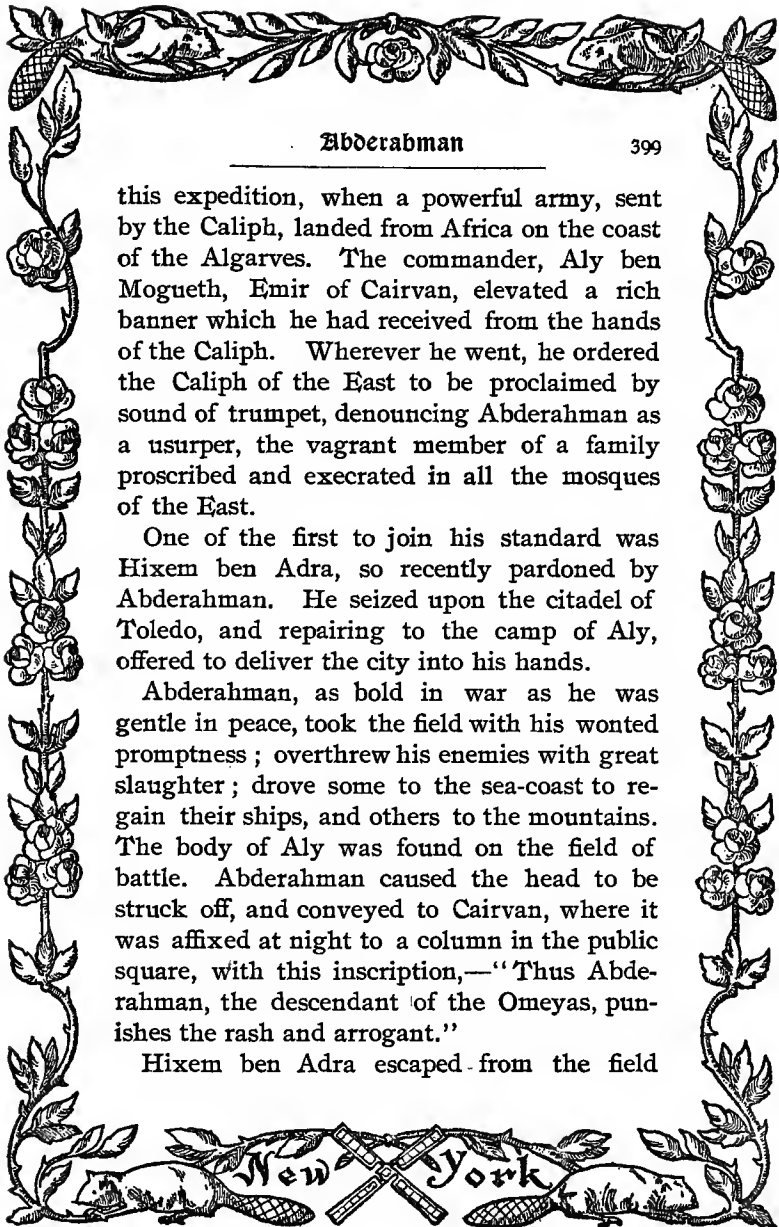 Abderahman 399
this expedition, when a powerful army, sent
by the Caliph, landed from Africa on the coast
of the Algarves. The commander, Aly ben
Mogueth, Emir of Cairvan, elevated a rich
banner which he had received from the hands
of the Caliph. Wherever he went, he ordered
the Caliph of the East to be proclaimed by
sound of trumpet, denouncing Abderahman as
a usurper, the vagrant member of a family
proscribed and execrated in all the mosques
of the East.
One of the first to join his standard was
Hixem ben Adra, so recently pardoned by
Abderahman. He seized upon the citadel of
Toledo, and repairing to the camp of Aly,
offered to deliver the city into his hands.
Abderahman, as bold in war as he was
gentle in peace, took the field with his wonted
promptness ; overthrew his enemies with great
slaughter ; drove some to the sea-coast to re-
gain their ships, and others to the mountains.
The body of Aly was found on the field of
battle. Abderahman caused the head to be
struck off, and conveyed to Cairvan, where it
was affixed at night to a column in the public
square, with this inscription,—“Thus Abde-
rahman, the descendant of the Omeyas, pun-
ishes the rash and arrogant.”
Hixem ben Adra escaped from the field
New York